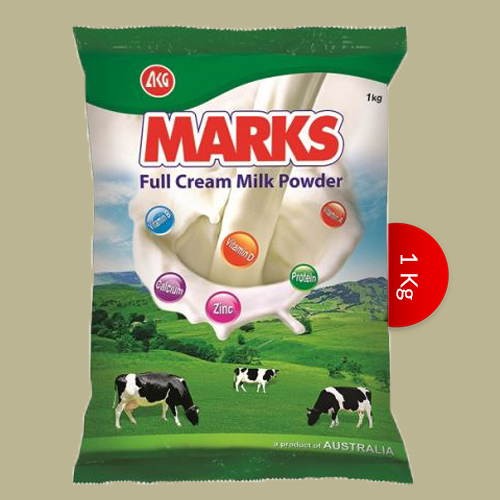 AKG
1kg
MARKS
Full Cream Milk Powder
Vitamin D
Protein
Calcium
Zinc
a product of AUSTRALIA
1 Kg